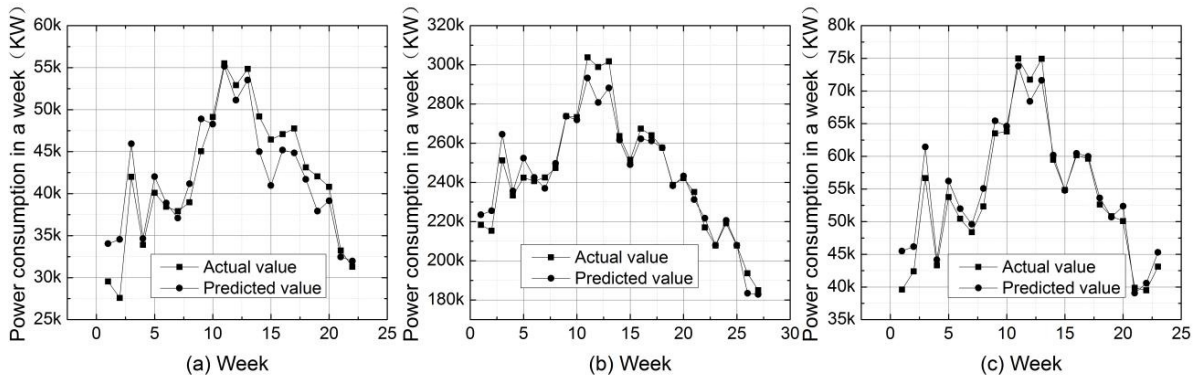 Power consumption in a week（KW）
60k
55k
50k
45k
40k
35k
30k
25k
Actual value
Predicted value
0 5 10 15 20 25
(a) Week
Power consumption in a week（KW）
320k
300k
280k
260k
240k
220k
200k
180k
160k
Actual value
Predicted value
0 5 10 15 20 25 30
(b) Week
Power consumption in a week（KW）
80k
75k
70k
65k
60k
55k
50k
45k
40k
35k
Actual value
Predicted value
0 5 10 15 20 25
(c) Week